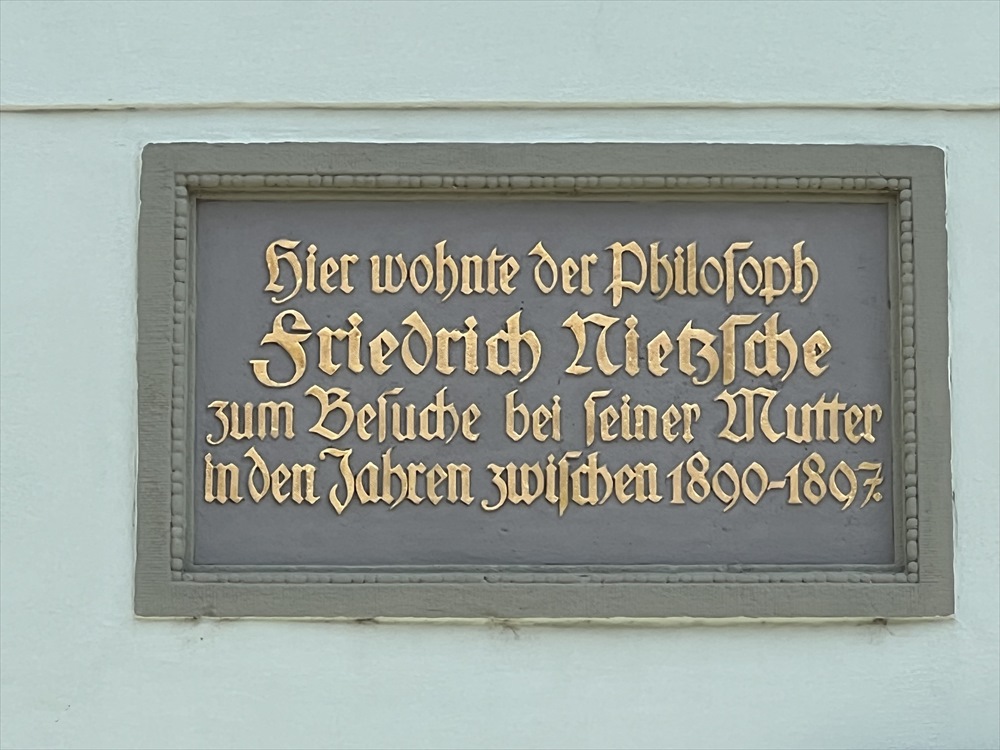 Hier wohnte der Philosoph
Friedrich Nietzsche
zum Besuche bei seiner Mutter
in den Jahren zwischen 1890-1897.